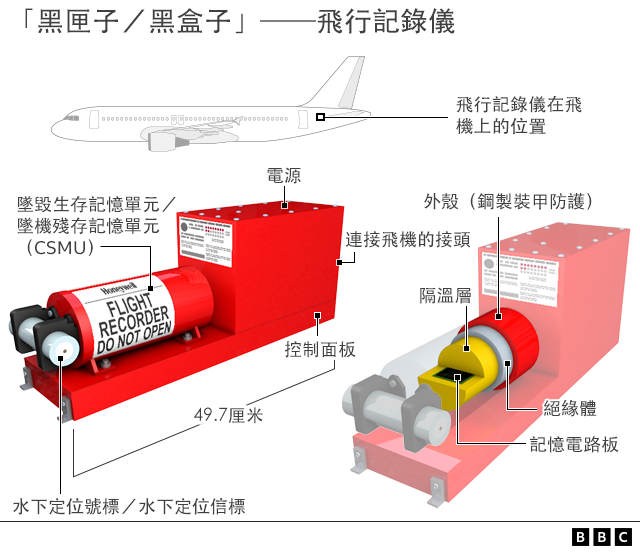 「黑匣子／黑盒子」——飛行記錄儀
飛行記錄儀在飛
機上的位置
電源
墜毀生存記憶單元／
墜機殘存記憶單元
（CSMU）
外殼（鋼製裝甲防護）
連接飛機的接頭
隔溫層
Honeywell
FLIGHT
RECORDER
DO NOT OPEN
控制面板
49.7厘米
絕緣體
記憶電路板
水下定位號標／水下定位信標
BBC